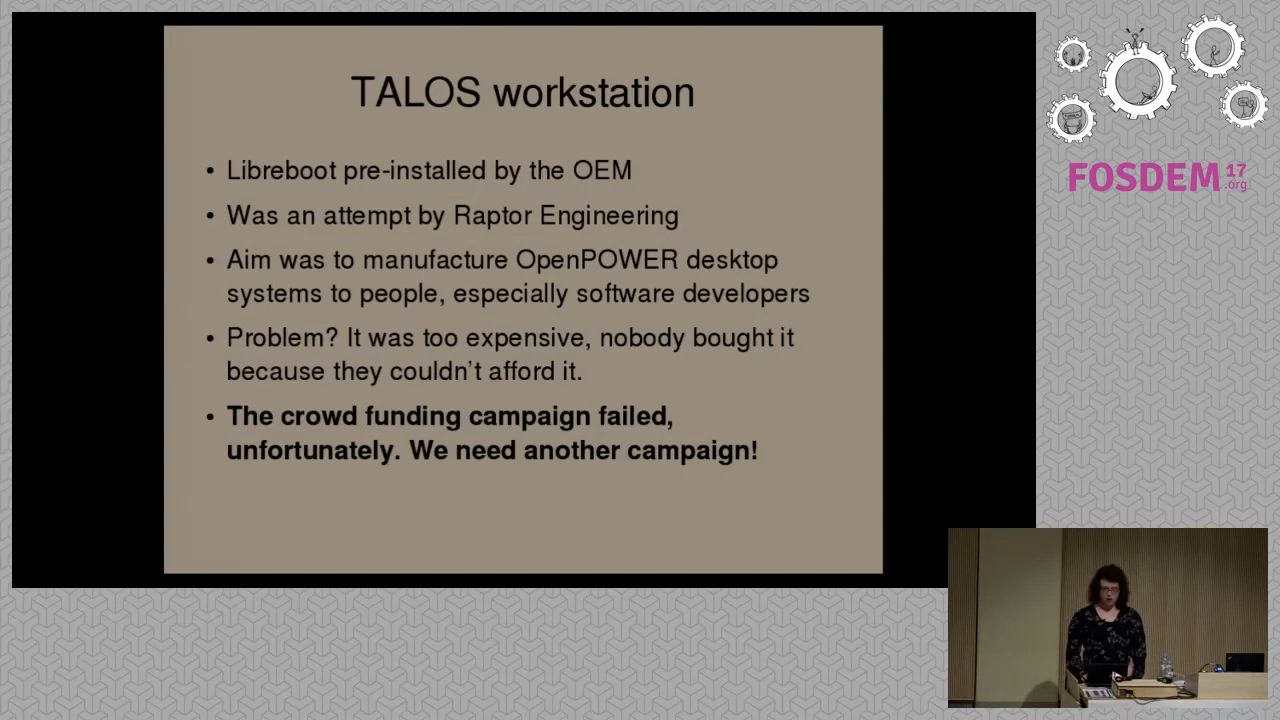 TALOS workstation
• Libreboot pre-installed by the OEM
• Was an attempt by Raptor Engineering
• Aim was to manufacture OpenPOWER desktop
systems to people, especially software developers
• Problem? It was too expensive, nobody bought it
because they couldn't afford it.
• The crowd funding campaign failed,
unfortunately. We need another campaign!
FOSDEM 17
.org